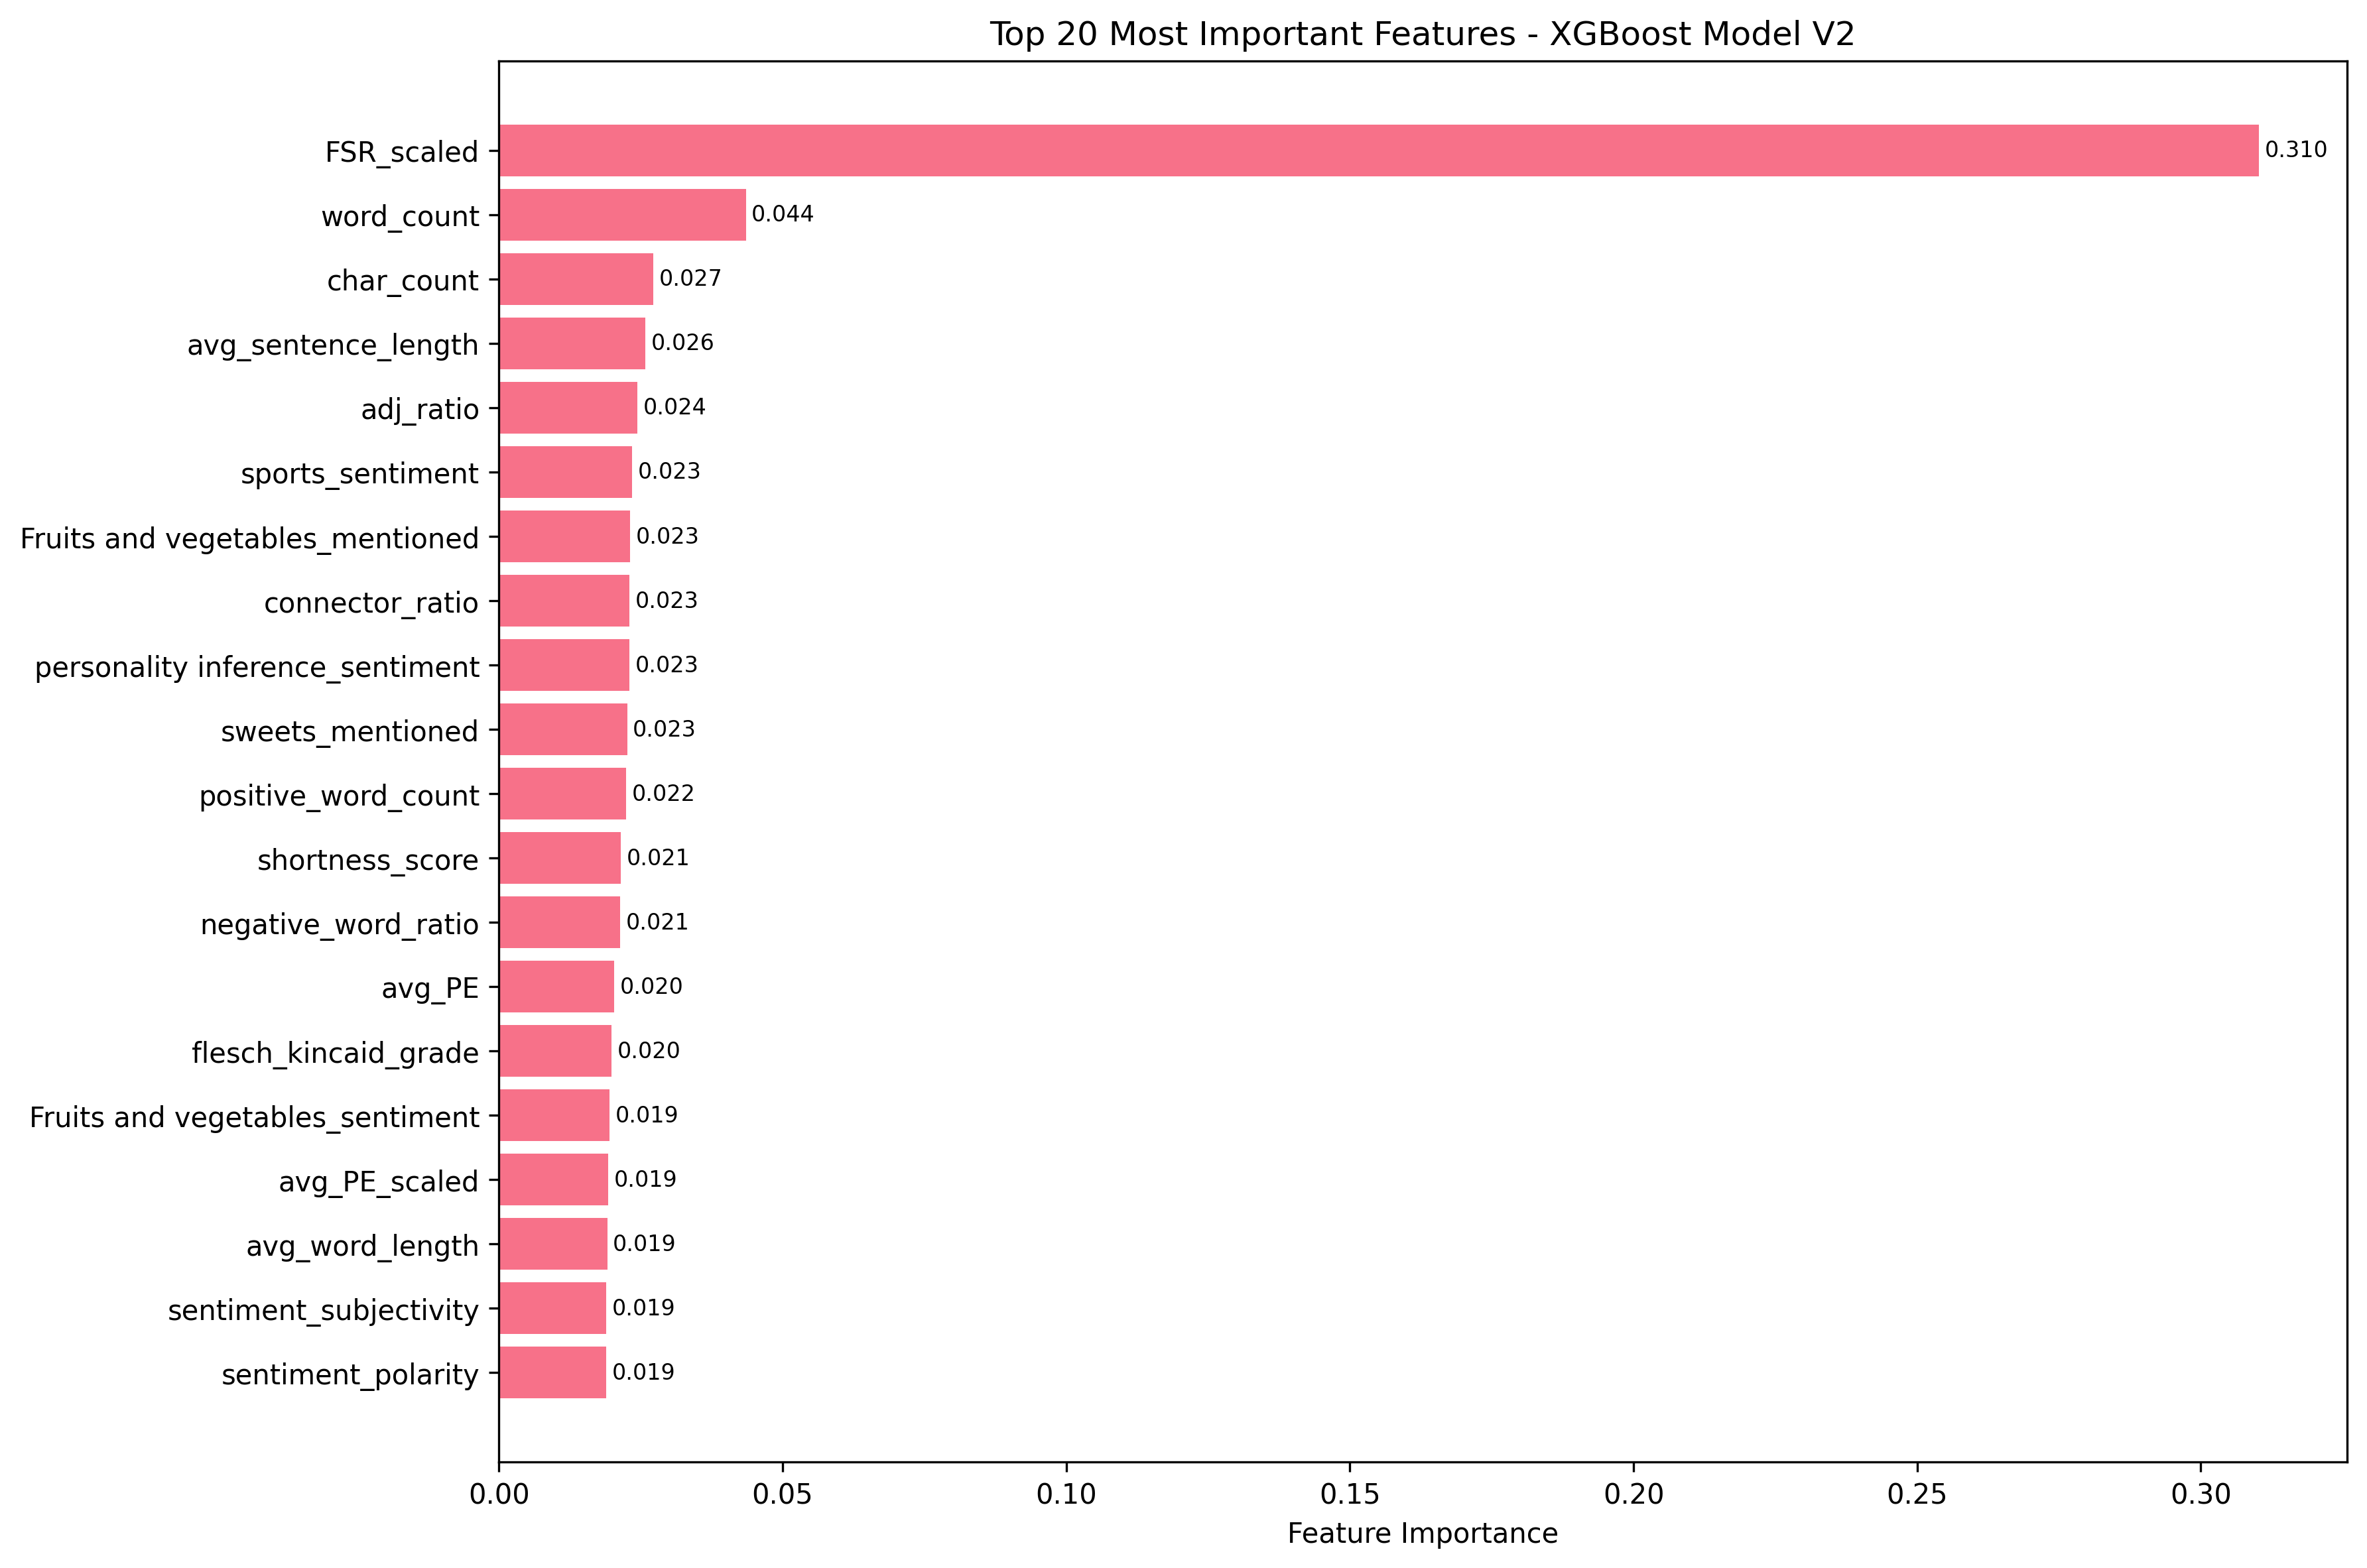 Top 20 Most Important Features - XGBoost Model V2
FSR_scaled 0.310
word_count 0.044
char_count 0.027
avg_sentence_length 0.026
adj_ratio 0.024
sports_sentiment 0.023
Fruits and vegetables_mentioned 0.023
connector_ratio 0.023
personality inference_sentiment 0.023
sweets_mentioned 0.023
positive_word_count 0.022
shortness_score 0.021
negative_word_ratio 0.021
avg_PE 0.020
flesch_kincaid_grade 0.020
Fruits and vegetables_sentiment 0.019
avg_PE_scaled 0.019
avg_word_length 0.019
sentiment_subjectivity 0.019
sentiment_polarity 0.019
0.00 0.05 0.10 0.15 0.20 0.25 0.30
Feature Importance